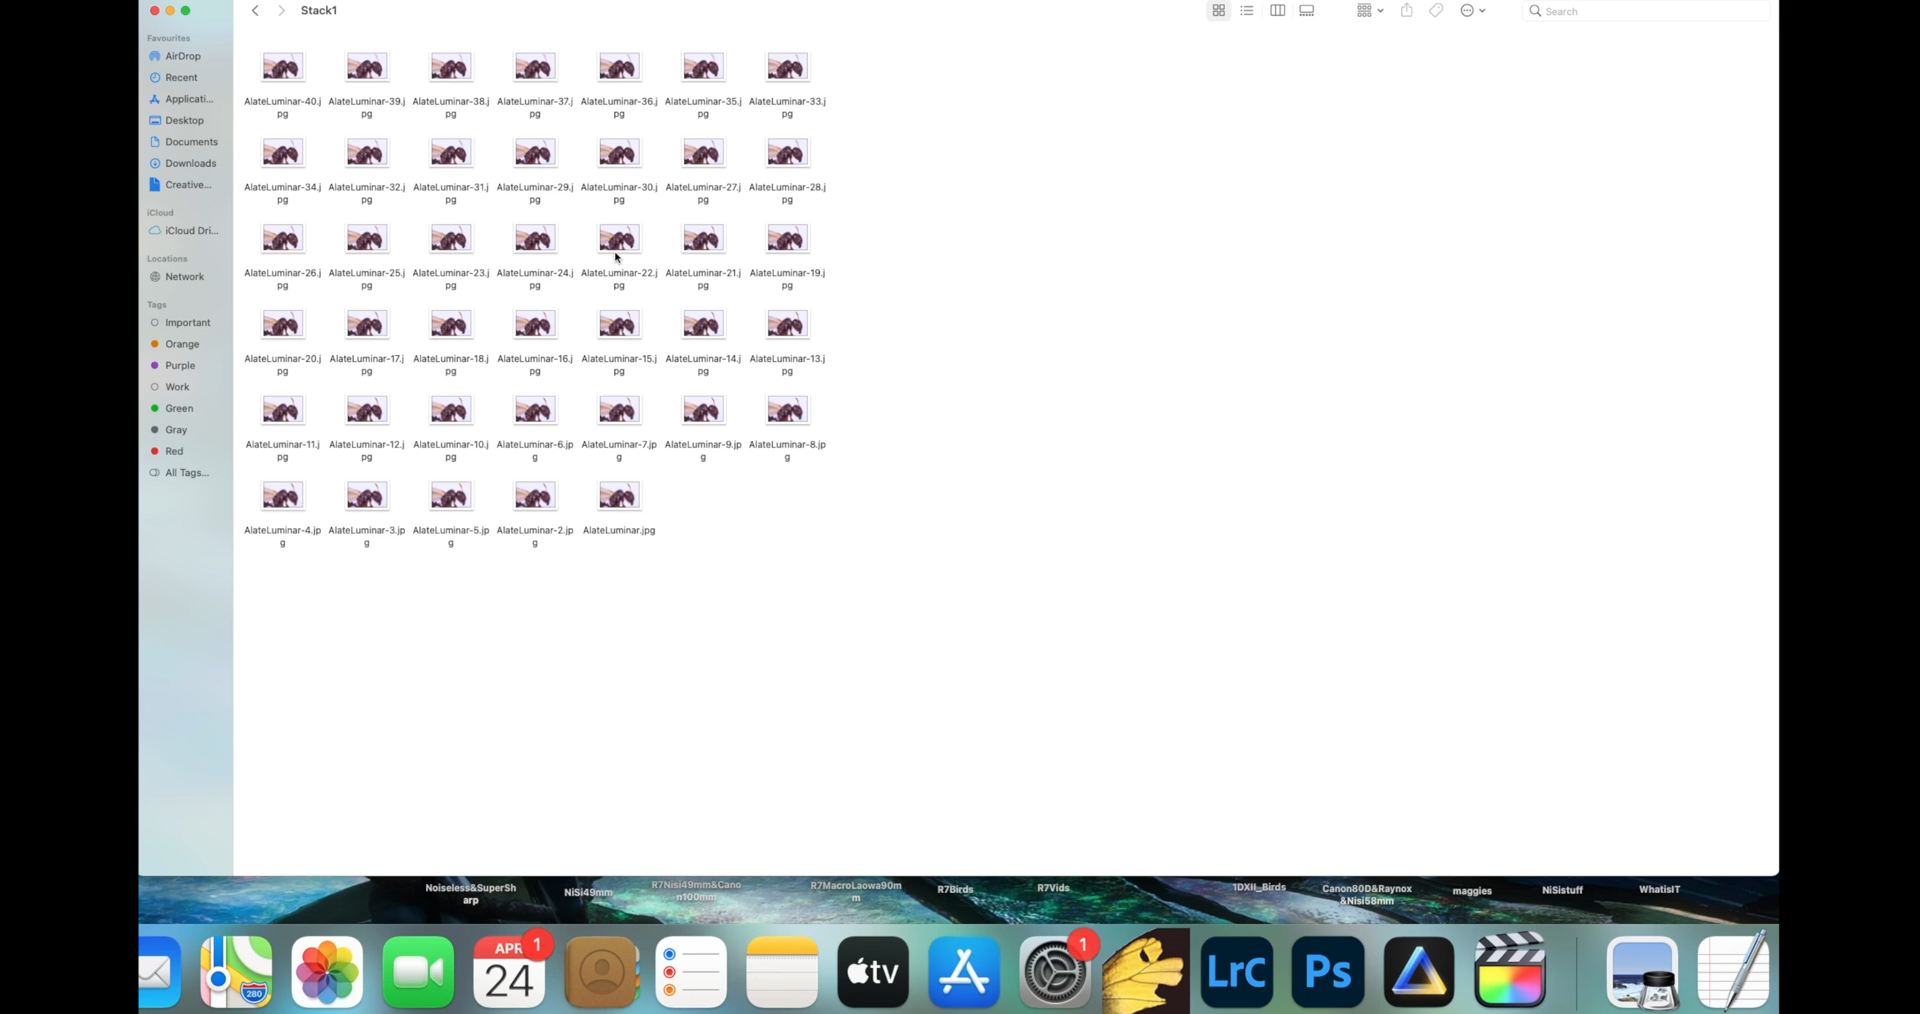 Stack1
Search
Favourites
AirDrop
Recent
Applicati...
Desktop
Documents
Downloads
Creative...
iCloud
iCloud Dri...
Locations
Network
Tags
Important
Orange
Purple
Work
Green
Gray
Red
All Tags...
AlateLuminar-40.j AlateLuminar-39.j AlateLuminar-38.j AlateLuminar-37.j AlateLuminar-36.j AlateLuminar-35.j AlateLuminar-33.j
pg pg pg pg pg pg pg
AlateLuminar-34.j AlateLuminar-32.j AlateLuminar-31.j AlateLuminar-29.j AlateLuminar-30.j AlateLuminar-27.j AlateLuminar-28.j
pg pg pg pg pg pg pg
AlateLuminar-26.j AlateLuminar-25.j AlateLuminar-23.j AlateLuminar-24.j AlateLuminar-22.j AlateLuminar-21.j AlateLuminar-19.j
pg pg pg pg pg pg pg
AlateLuminar-20.j AlateLuminar-17.j AlateLuminar-18.j AlateLuminar-16.j AlateLuminar-15.j AlateLuminar-14.j AlateLuminar-13.j
pg pg pg pg pg pg pg
AlateLuminar-11.j AlateLuminar-12.j AlateLuminar-10.j AlateLuminar-6.jp AlateLuminar-7.jp AlateLuminar-9.jp AlateLuminar-8.jp
pg pg pg g g g g
AlateLuminar-4.jp AlateLuminar-3.jp AlateLuminar-5.jp AlateLuminar-2.jp AlateLuminar.jpg
g g g g
Noiseless&SuperSh
arp
NiSi49mm
R7Nisi49mm&Cano
n100mm
R7MacroLaowa90m
m
R7Birds
R7Vids
1DXII_Birds
Canon80D&Raynox
&Nisi58mm
maggies
NiSistuff
WhatisIT
280
APR
1
24
tv
1
LrC
Ps